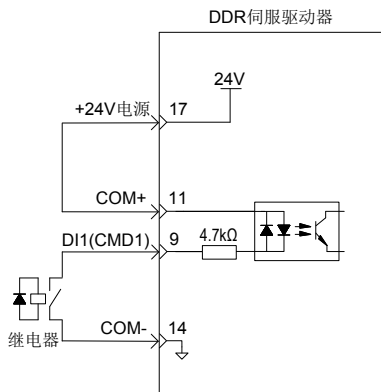 DDR伺服驱动器
24V
+24V电源 17
COM+ 11
DI1(CMD1) 9 4.7kΩ
COM- 14
继电器